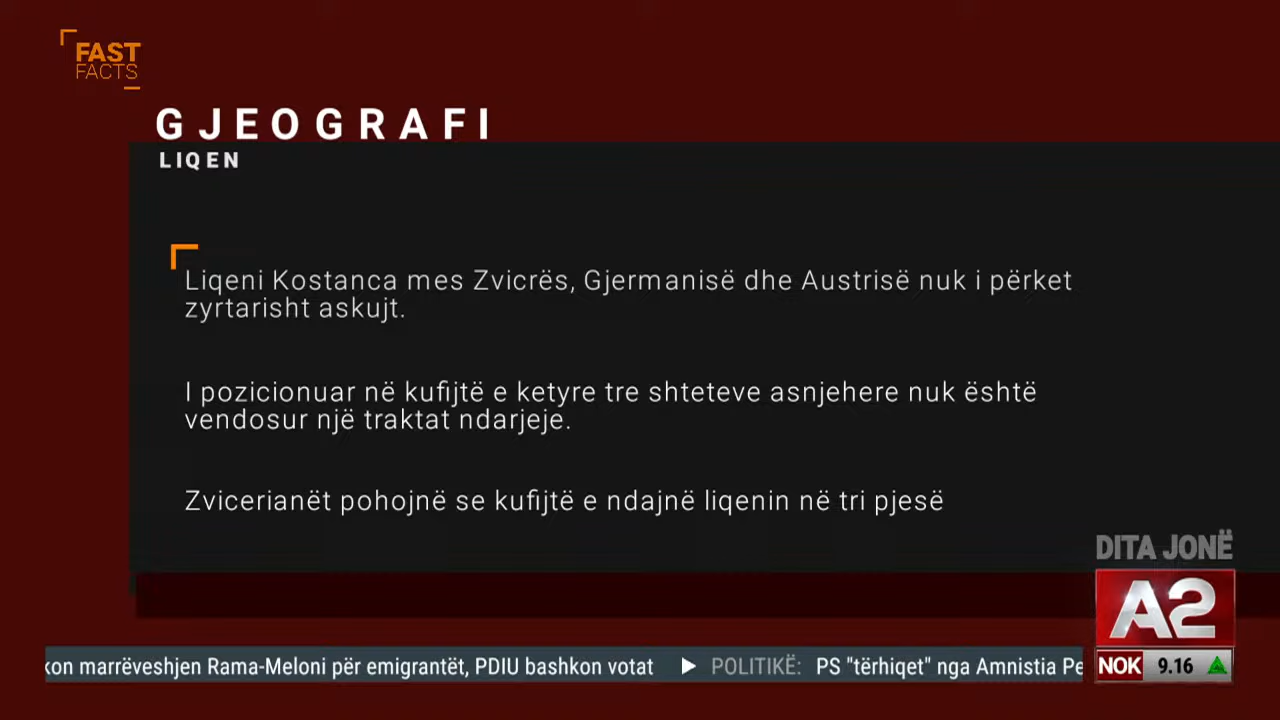 FAST
FACTS
GJEOGRAFI
LIQEN
Liqeni Kostanca mes Zvicrës, Gjermanisë dhe Austrisë nuk i përket
zyrtarisht askujt.
I pozicionuar në kufijtë e ketyre tre shteteve asnjehere nuk është
vendosur një traktat ndarjeje.
Zvicerianët pohojnë se kufijtë e ndajnë liqenin në tri pjesë
DITA JONË
A2
kon marrëveshjen Rama-Meloni për emigrantët, PDIU bashkon votat ▶ POLITIKË: PS "tërhiqet" nga Amnistia Pe
NOK 9.16